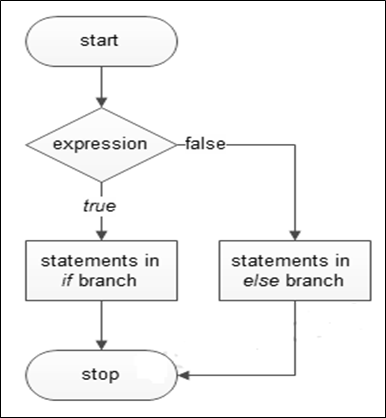 start
expression
false
true
statements in
if branch
statements in
else branch
stop